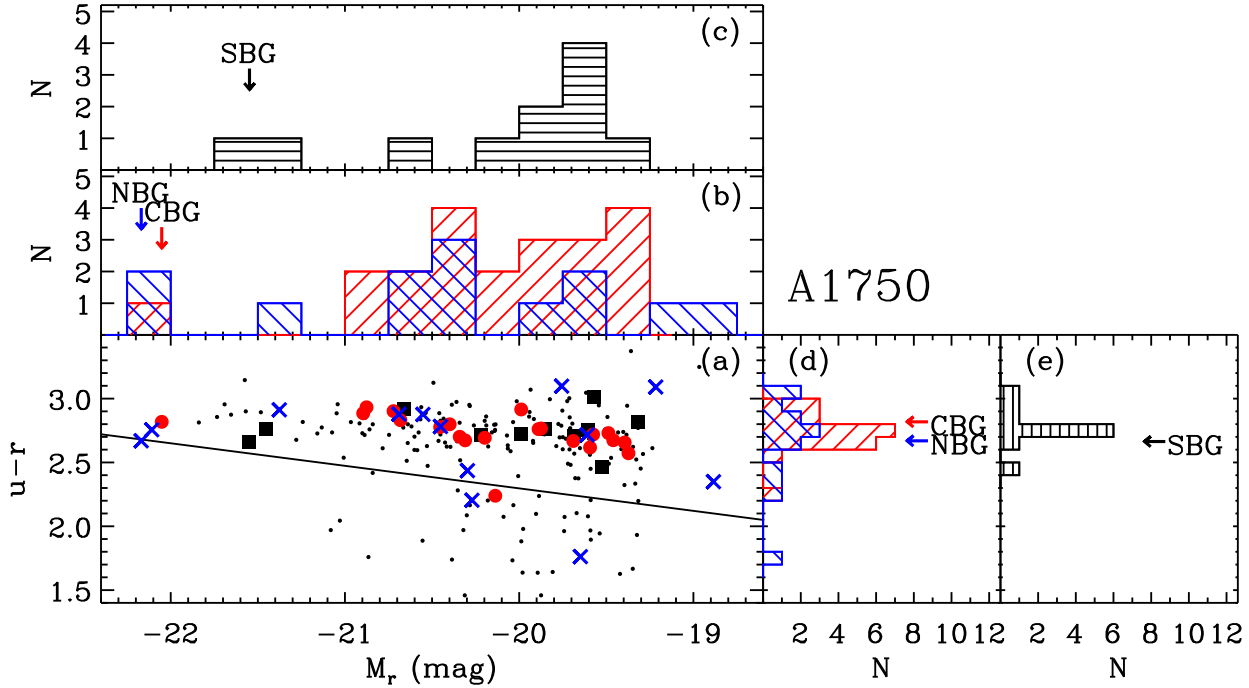 5
4
3
2
1
N
SBG
(c)
5
4
3
2
1
N
NBG
CBG
(b)
A1750
3.0
2.5
2.0
1.5
u-r
(a)
(d)
(e)
CBG
NBG
SBG
-22 -21 -20 -19
2 4 6 8 10 12
2 4 6 8 10 12
M_r (mag)
N
N